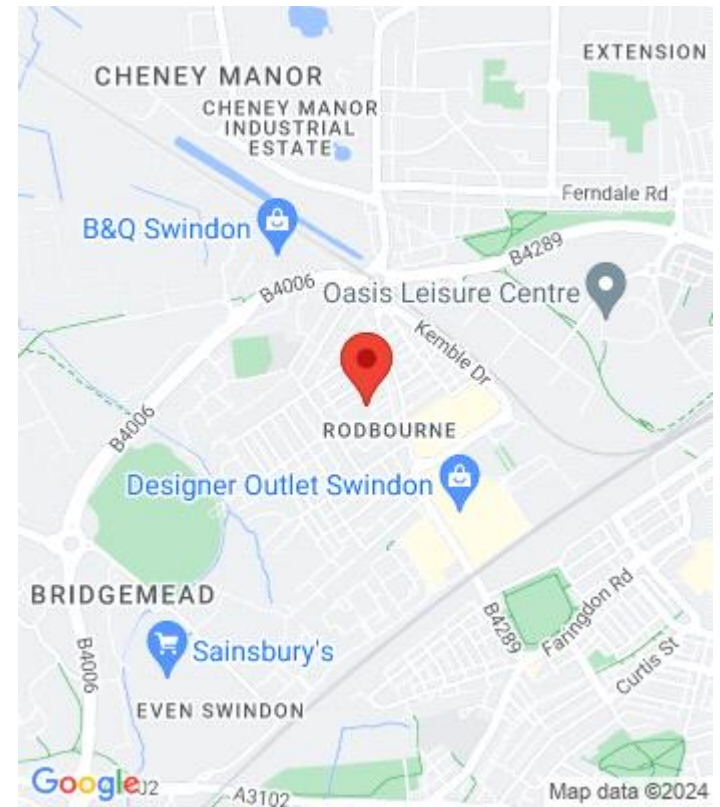 EXTENSION
CHENEY MANOR
CHENEY MANOR
INDUSTRIAL
ESTATE
Ferndale Rd
B&Q Swindon
B4289
B4006
Oasis Leisure Centre
Kemble Dr
B4006
RODBOURNE
Designer Outlet Swindon
BRIDGEMEAD
Faringdon Rd
B4289
Curtis St
Sainsbury's
B4006
EVEN SWINDON
Google
A3102
Map data ©2024